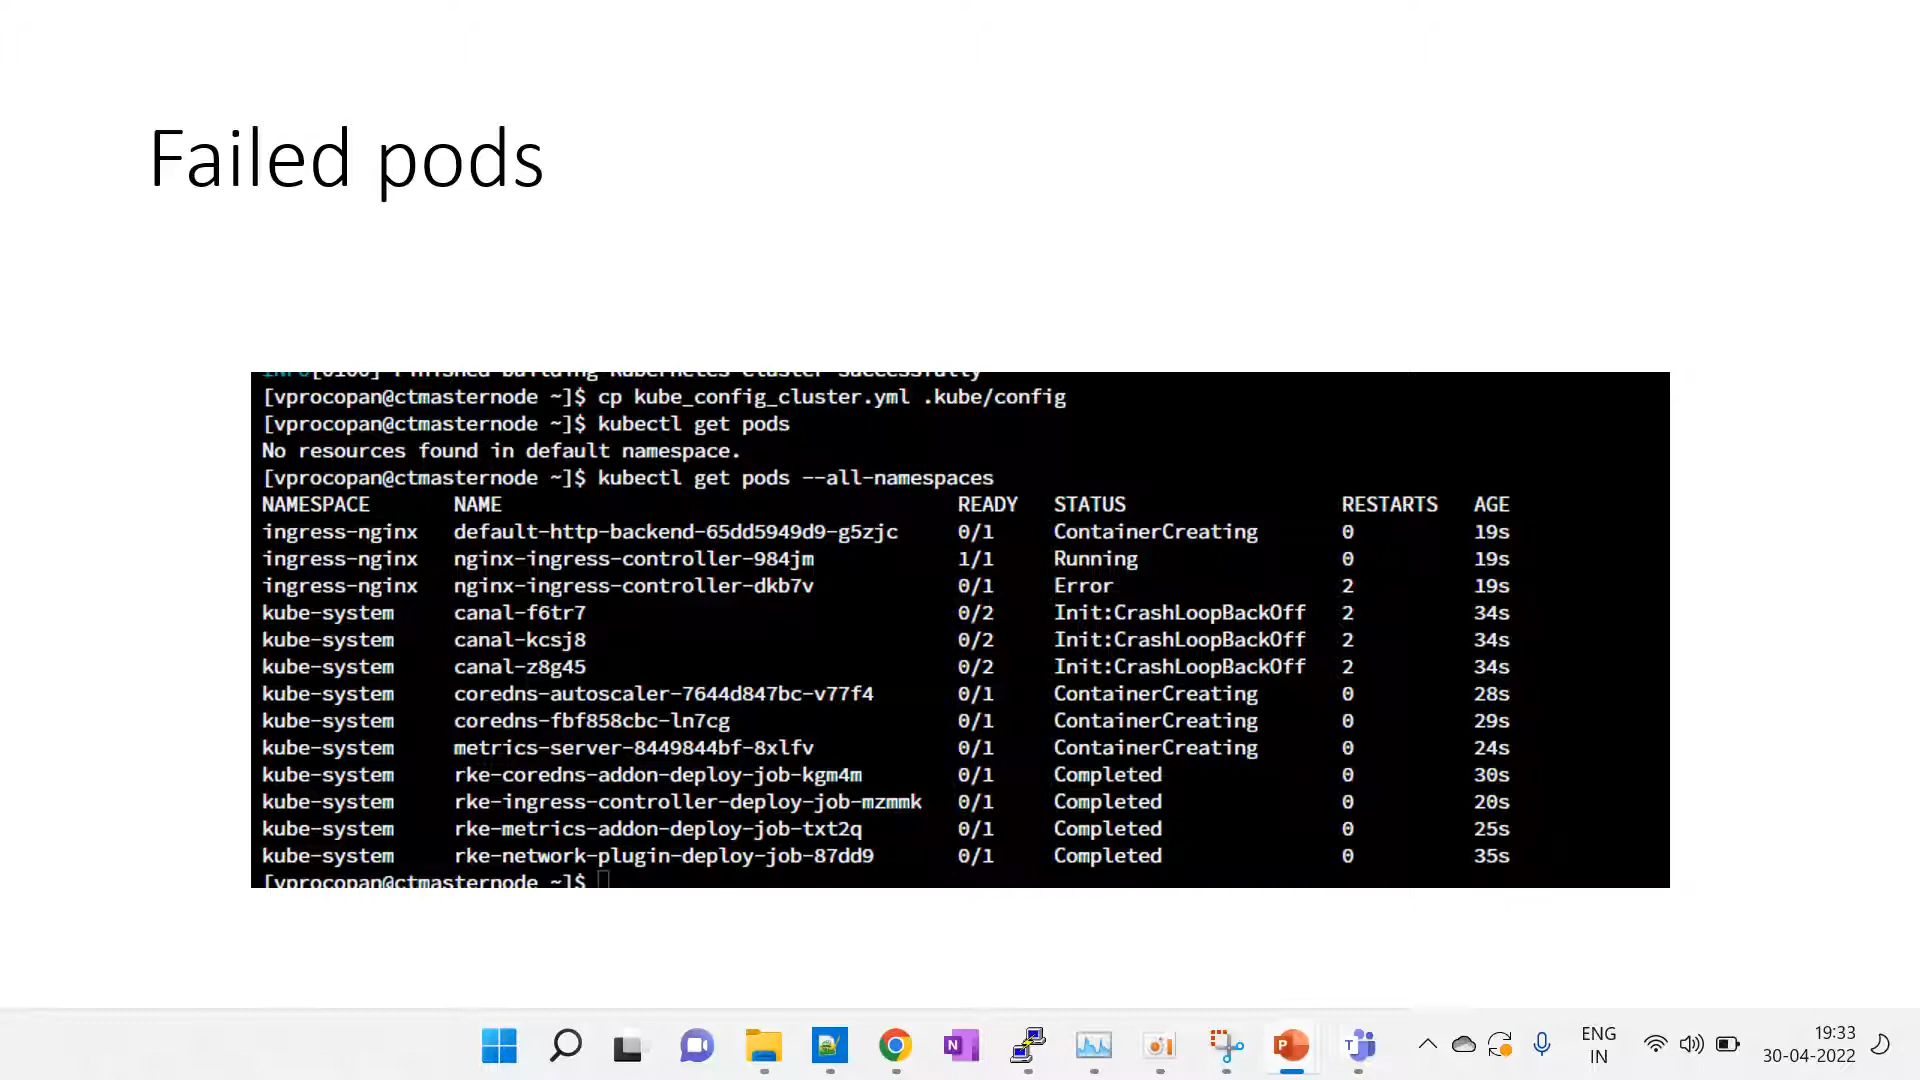 Failed pods
INFO[0100] Finished building Kubernetes cluster successfully
[vprocopan@ctmasternode ~]$ cp kube_config_cluster.yml .kube/config
[vprocopan@ctmasternode ~]$ kubectl get pods
No resources found in default namespace.
[vprocopan@ctmasternode ~]$ kubectl get pods --all-namespaces
NAMESPACE NAME READY STATUS RESTARTS AGE
ingress-nginx default-http-backend-65dd5949d9-g5zjc 0/1 ContainerCreating 0 19s
ingress-nginx nginx-ingress-controller-984jm 1/1 Running 0 19s
ingress-nginx nginx-ingress-controller-dkb7v 0/1 Error 2 19s
kube-system canal-f6tr7 0/2 Init:CrashLoopBackOff 2 34s
kube-system canal-kcsj8 0/2 Init:CrashLoopBackOff 2 34s
kube-system canal-z8g45 0/2 Init:CrashLoopBackOff 2 34s
kube-system coredns-autoscaler-7644d847bc-v77f4 0/1 ContainerCreating 0 28s
kube-system coredns-fbf858cbc-ln7cg 0/1 ContainerCreating 0 29s
kube-system metrics-server-8449844bf-8xlfv 0/1 ContainerCreating 0 24s
kube-system rke-coredns-addon-deploy-job-kgm4m 0/1 Completed 0 30s
kube-system rke-ingress-controller-deploy-job-mzmmk 0/1 Completed 0 20s
kube-system rke-metrics-addon-deploy-job-txt2q 0/1 Completed 0 25s
kube-system rke-network-plugin-deploy-job-87dd9 0/1 Completed 0 35s
[vprocopan@ctmasternode ~]$
ENG
IN
19:33
30-04-2022